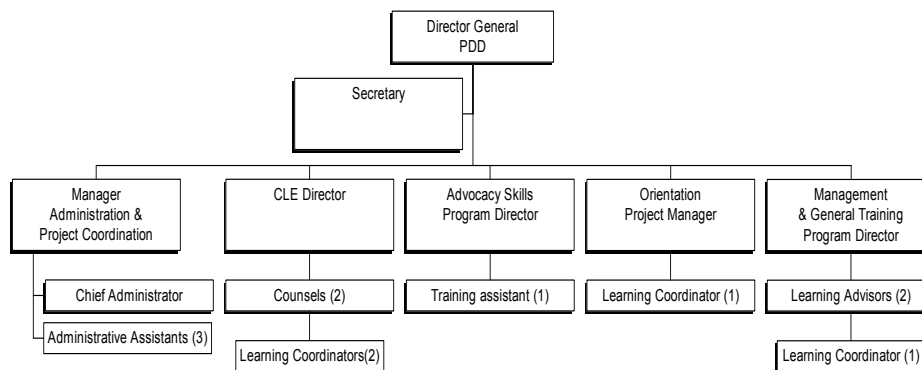 Director General
PDD
Secretary
Manager
Administration &
Project Coordination
CLE Director
Advocacy Skills
Program Director
Orientation
Project Manager
Management
& General Training
Program Director
Chief Administrator
Counsels (2)
Training assistant (1)
Learning Coordinator (1)
Learning Advisors (2)
Administrative Assistants (3)
Learning Coordinators(2)
Learning Coordinator (1)